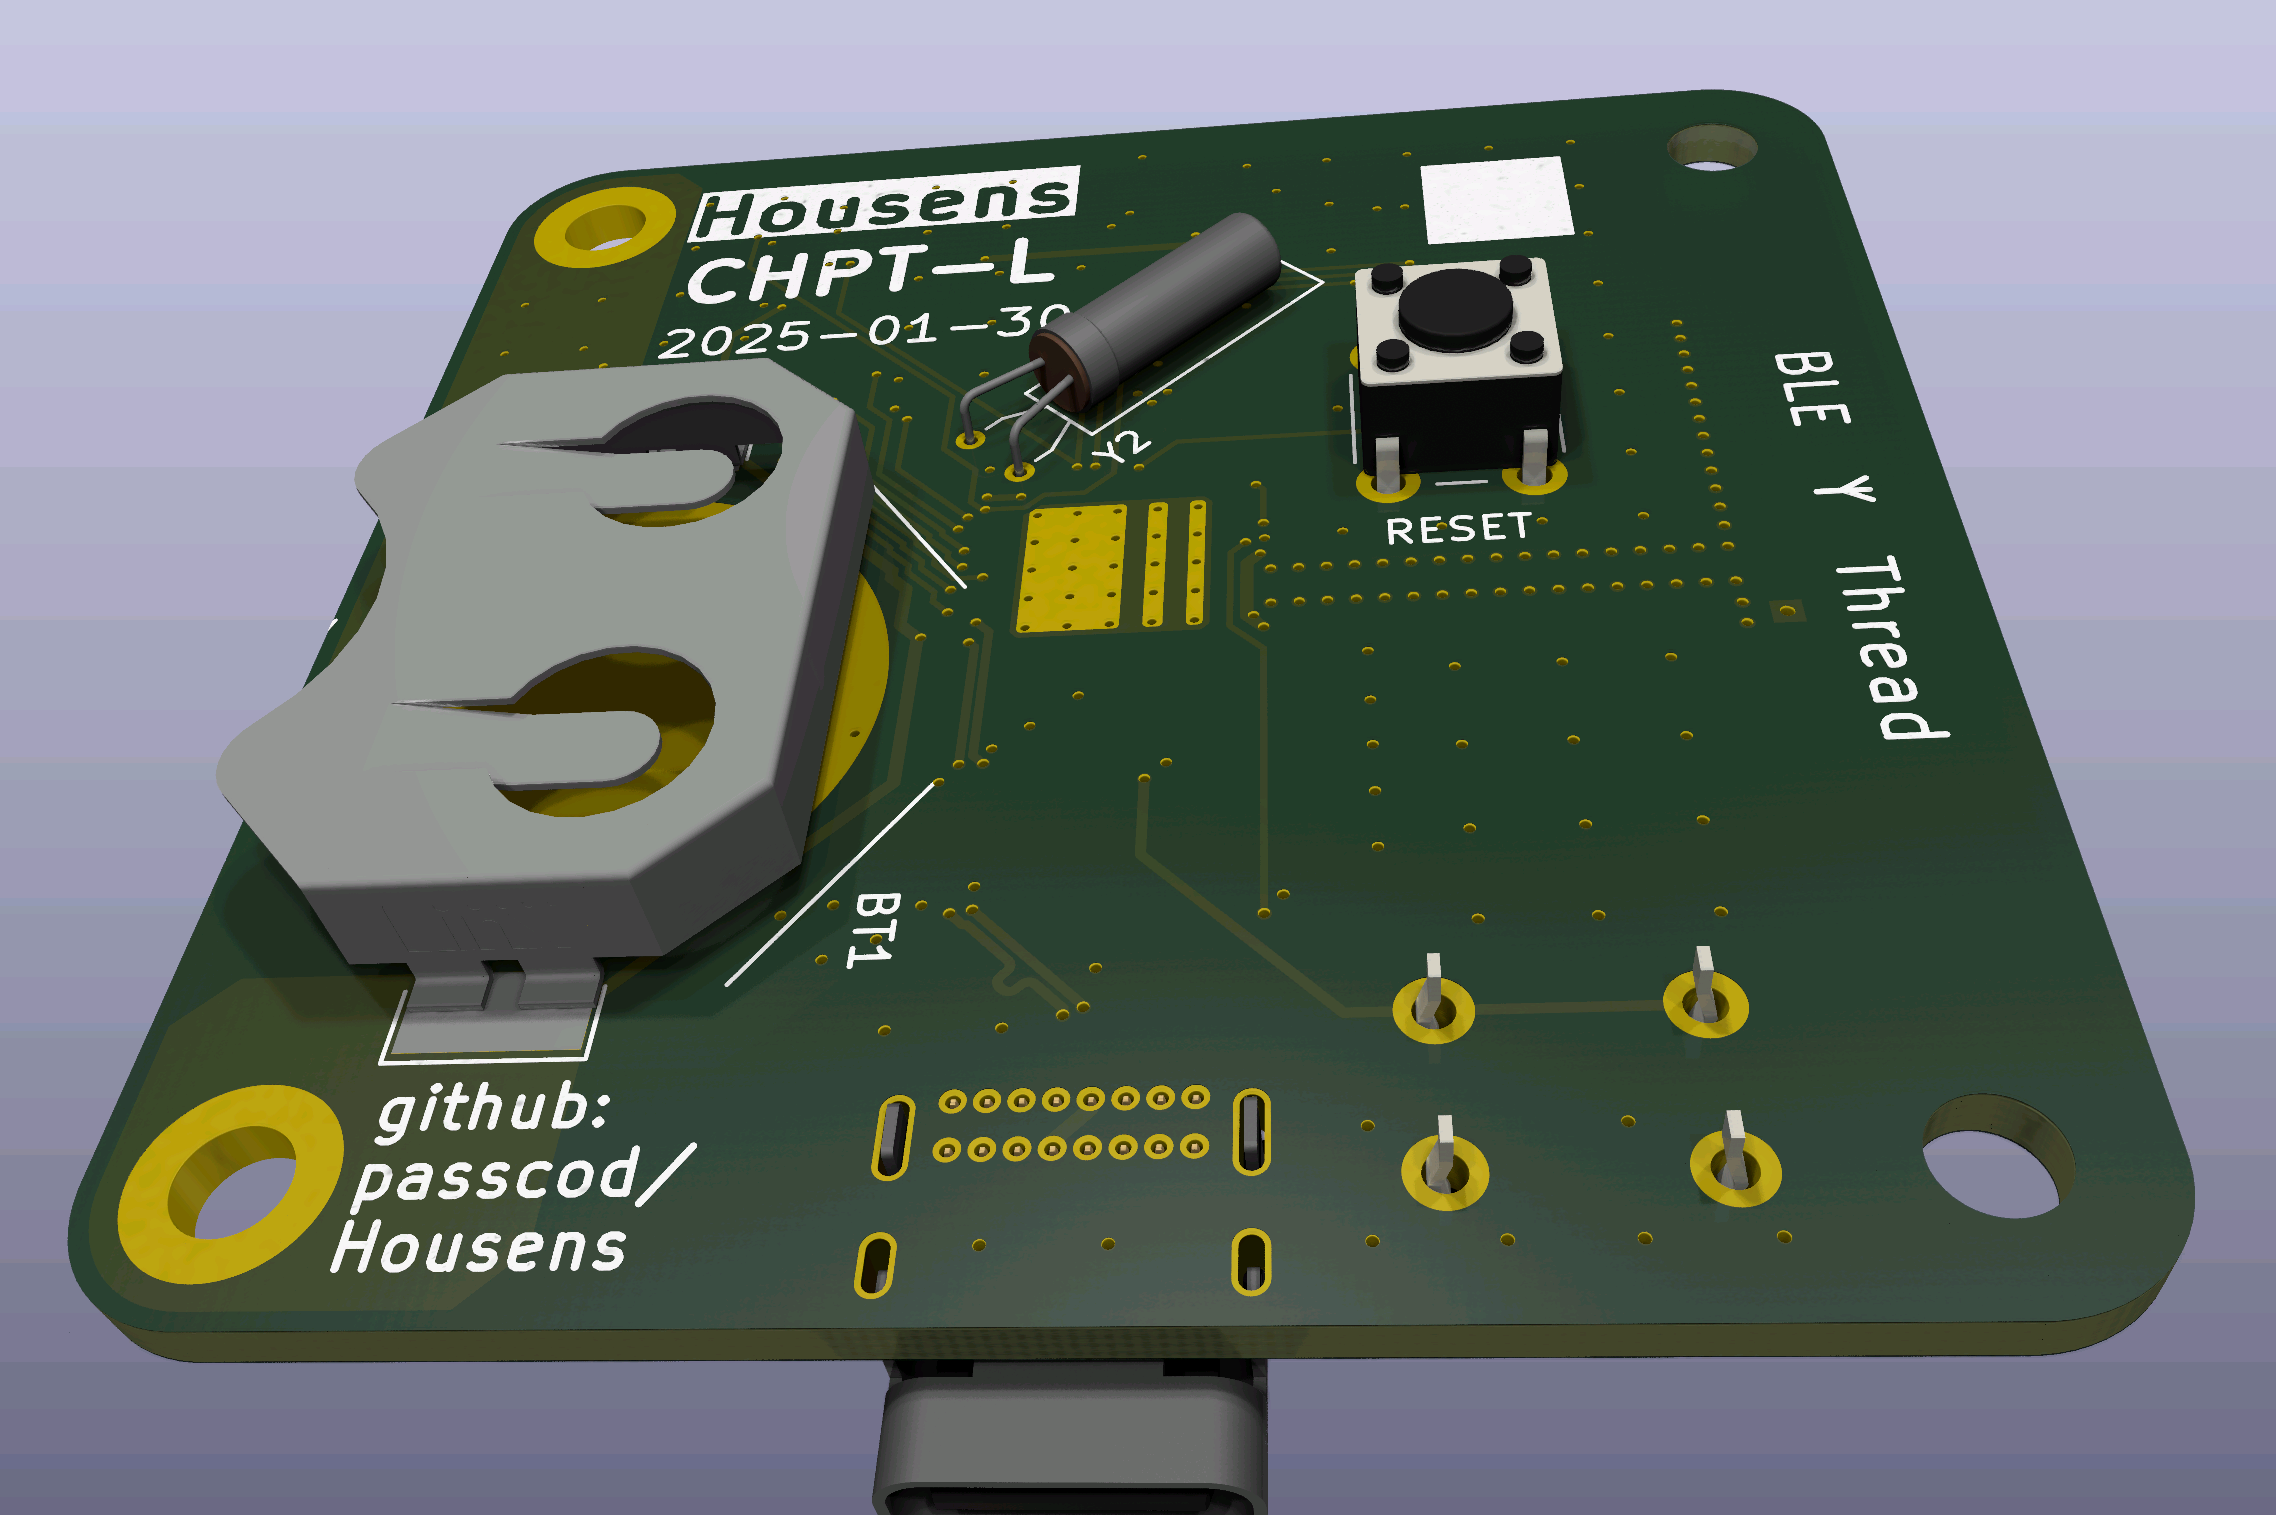 Housens
CHPT-L
2025-01-30
Y2
RESET
BLE Y Thread
BT1
github:
passcod/
Housens